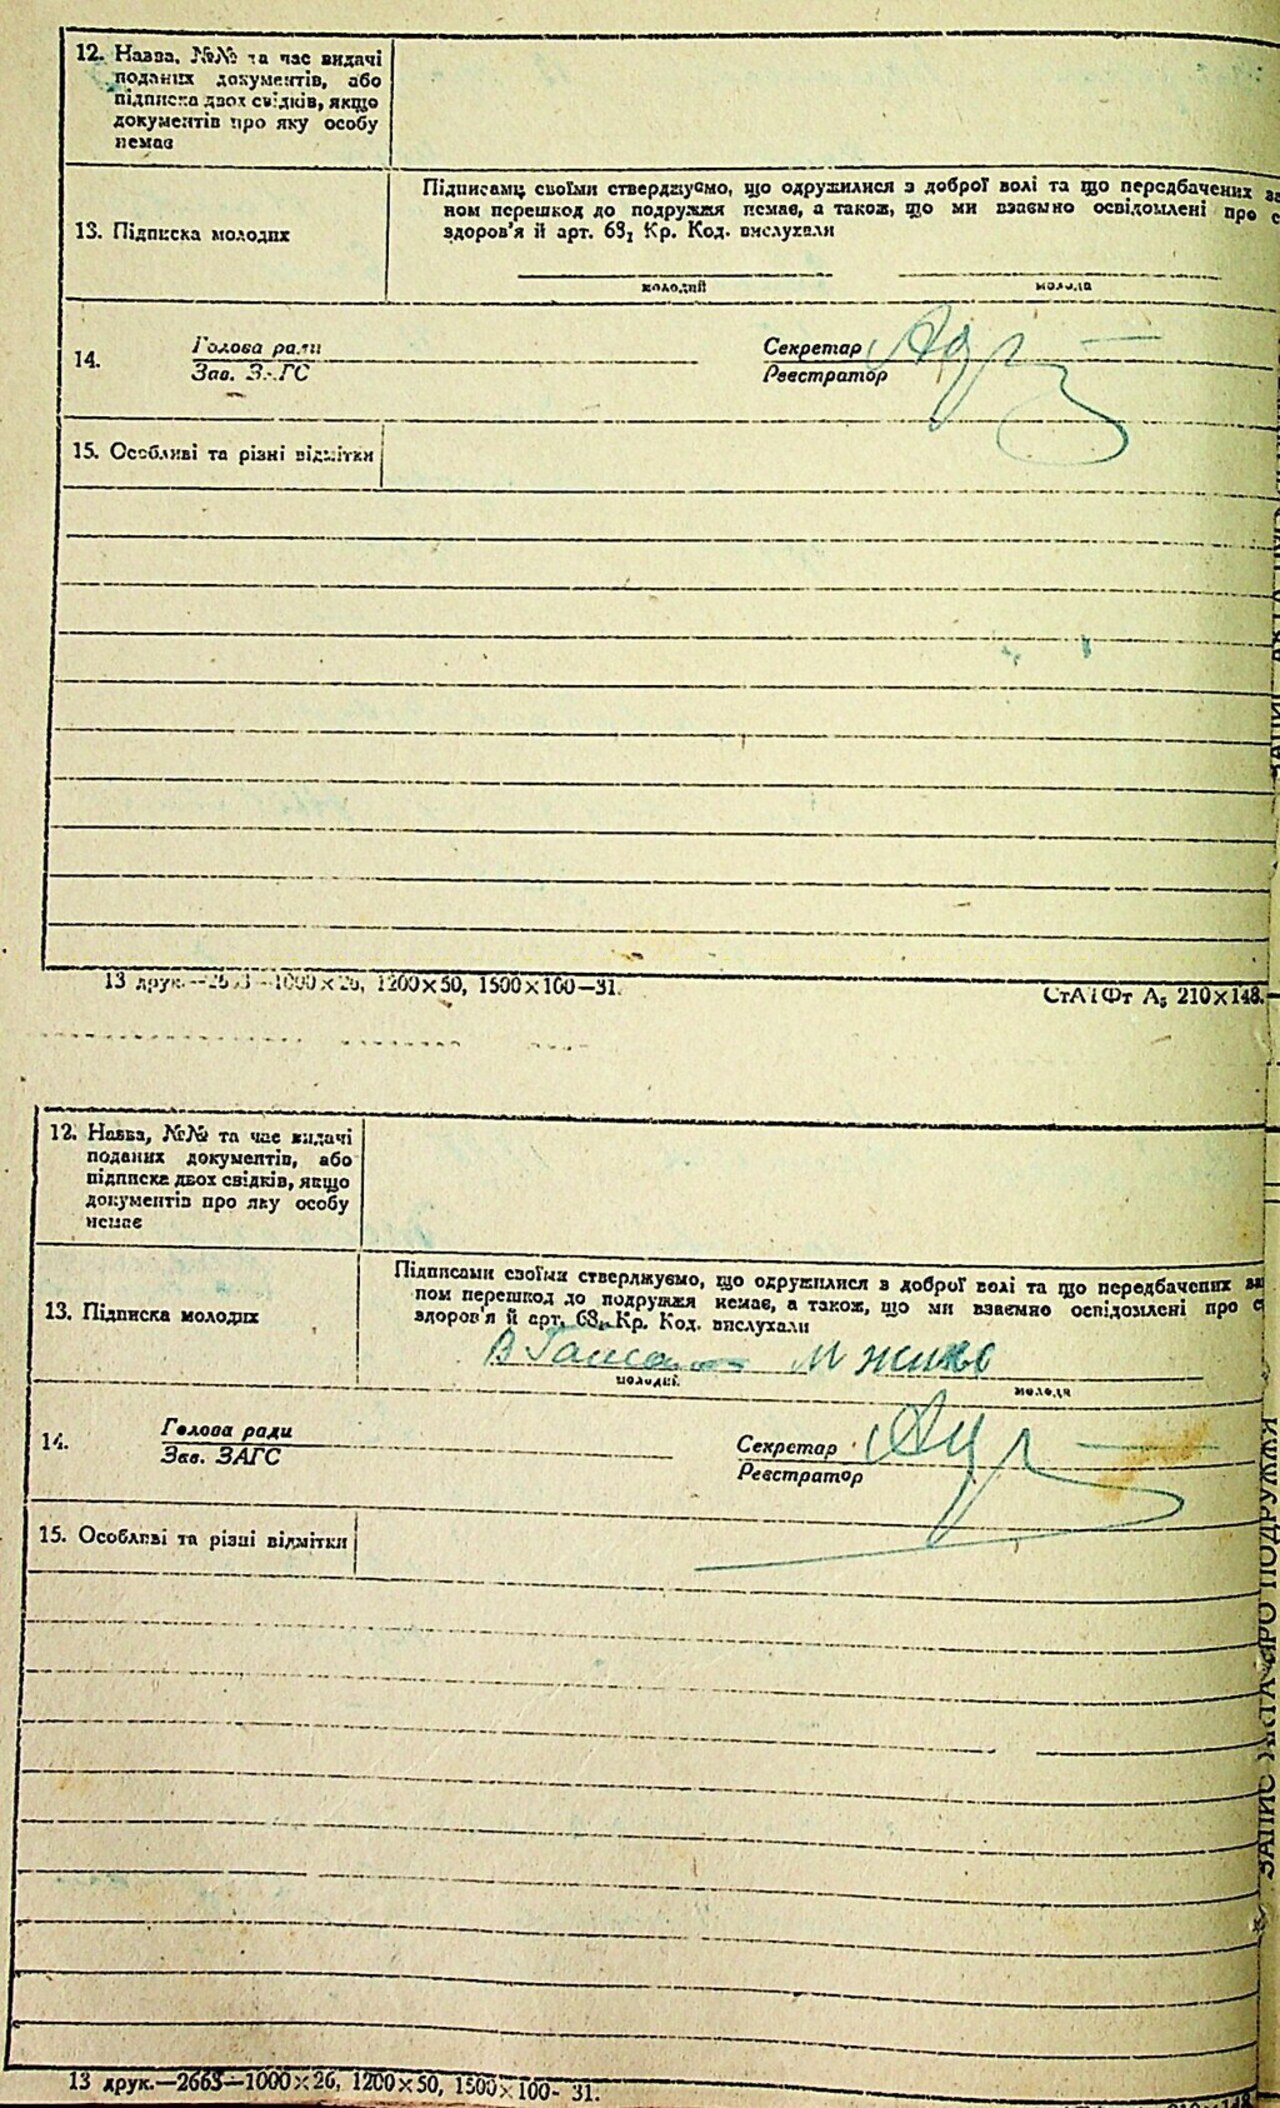 12. Назва, №№ та час видачі
поданих документів, або
підписка двох свідків, якщо
документів про яку особу
немає
13. Підписка молодих
Підписами своїми стверджуємо, що одружилися з доброї волі та що передбачених за
ном перешкод до подружжя немає, а також, що ми взаємно освідомлені про с
здоров'я й арт. 68₁ Кр. Код. вислухали
молодий молода
14.
Голова ради
Зав. ЗАГС
Секретар
Реєстратор
15. Особливі та різні відмітки
13 друк.—2663—1000×26, 1200×50, 1500×100—31.
СтАіФт А₅ 210×148.
12. Назва, №№ та час видачі
поданих документів, або
підписка двох свідків, якщо
документів про яку особу
немає
13. Підписка молодих
Підписами своїми стверджуємо, що одружилися з доброї волі та що передбачених за
ном перешкод до подружжя немає, а також, що ми взаємно освідомлені про с
здоров'я й арт. 68₁ Кр. Код. вислухали
молодий молода
14.
Голова ради
Зав. ЗАГС
Секретар
Реєстратор
15. Особливі та різні відмітки
13 друк.—2663—1000×26, 1200×50, 1500×100- 31.
ЗАПИС АКТА ПРО ПОДРУЖЖЯ